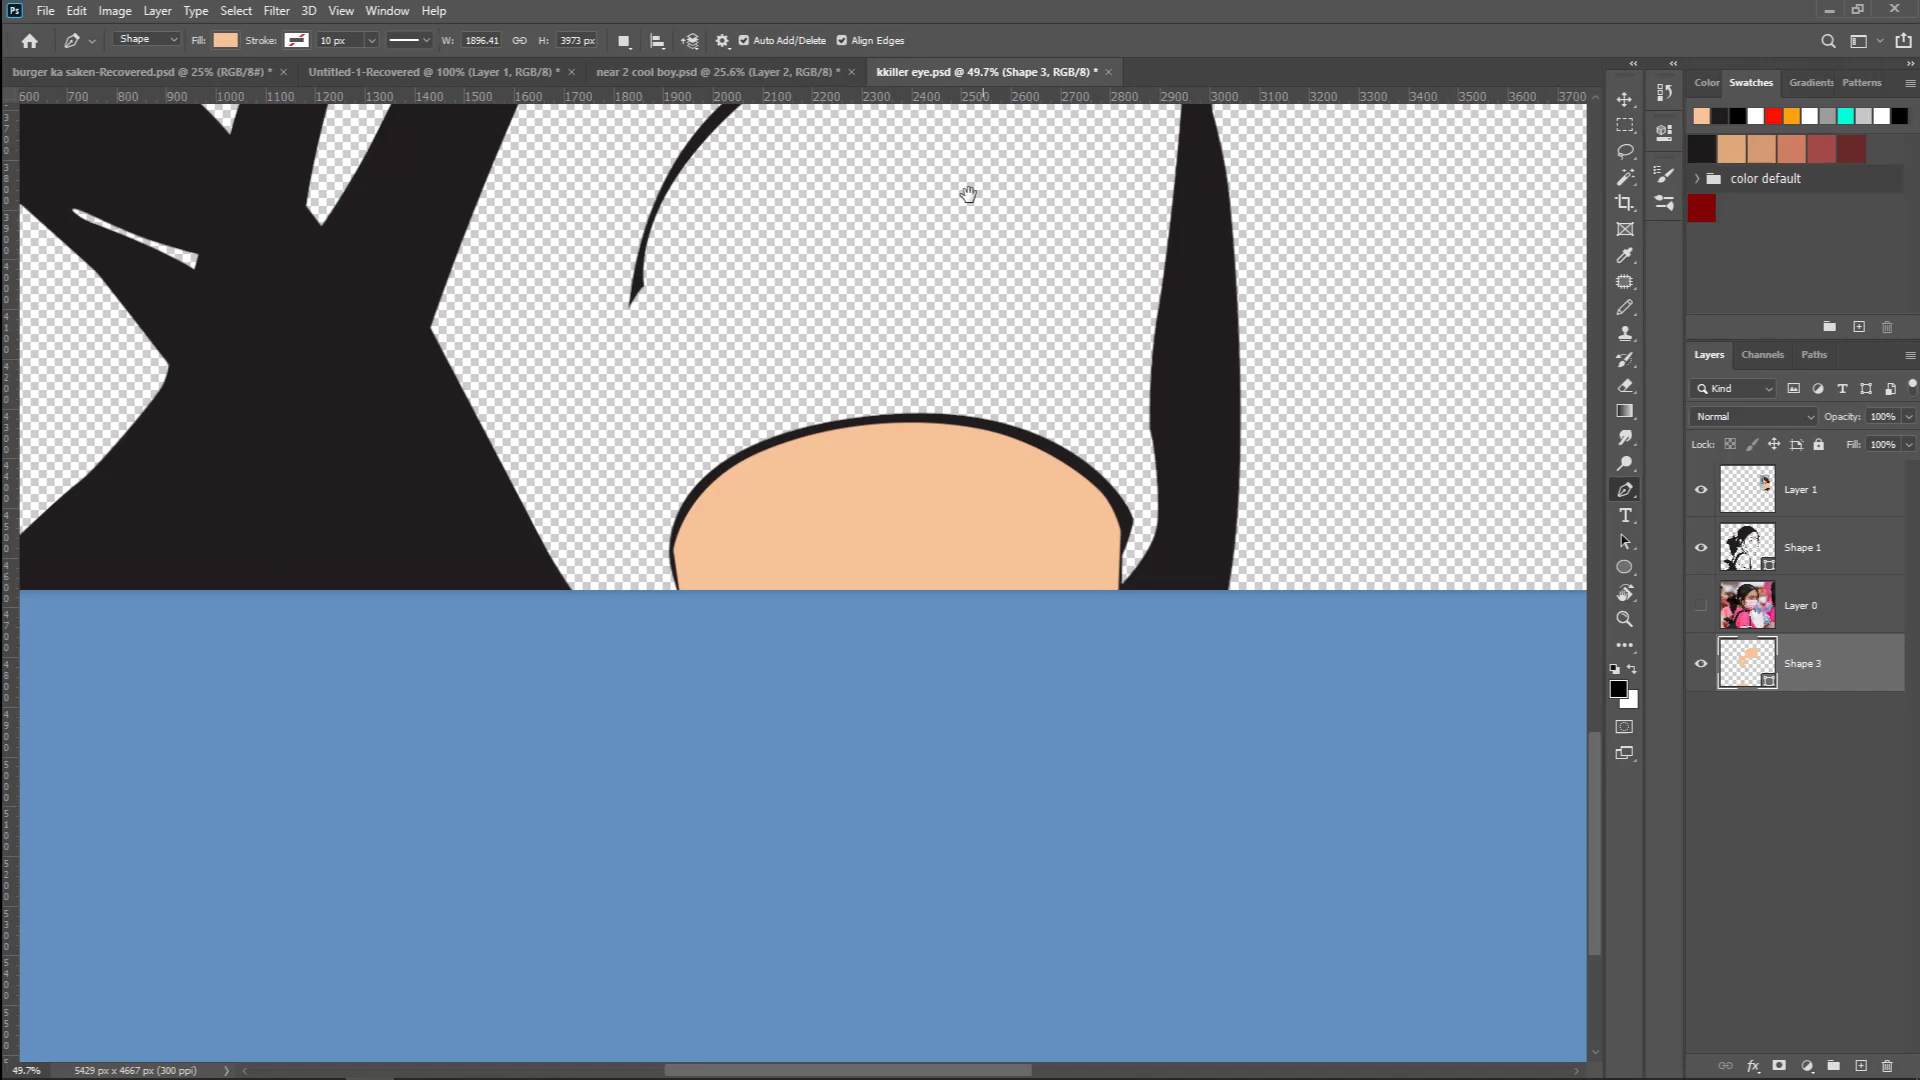 Ps File Edit Image Layer Type Select Filter 3D View Window Help
Shape Fill: Stroke: 10 px W: 1896.41 H: 3973 px Auto Add/Delete Align Edges
burger ka saken-Recovered.psd @ 25% (RGB/8#) * × Untitled-1-Recovered @ 100% (Layer 1, RGB/8) * × near 2 cool boy.psd @ 25.6% (Layer 2, RGB/8) * × kkiller eye.psd @ 49.7% (Shape 3, RGB/8) * ×
600 700 800 900 1000 1100 1200 1300 1400 1500 1600 1700 1800 1900 2000 2100 2200 2300 2400 2500 2600 2700 2800 2900 3000 3100 3200 3300 3400 3500 3600 3700
Color Swatches Gradients Patterns
color default
Layers Channels Paths
Kind
Normal Opacity: 100%
Lock: Fill: 100%
Layer 1
Shape 1
Layer 0
Shape 3
49.7% 5429 px x 4667 px (300 ppi)